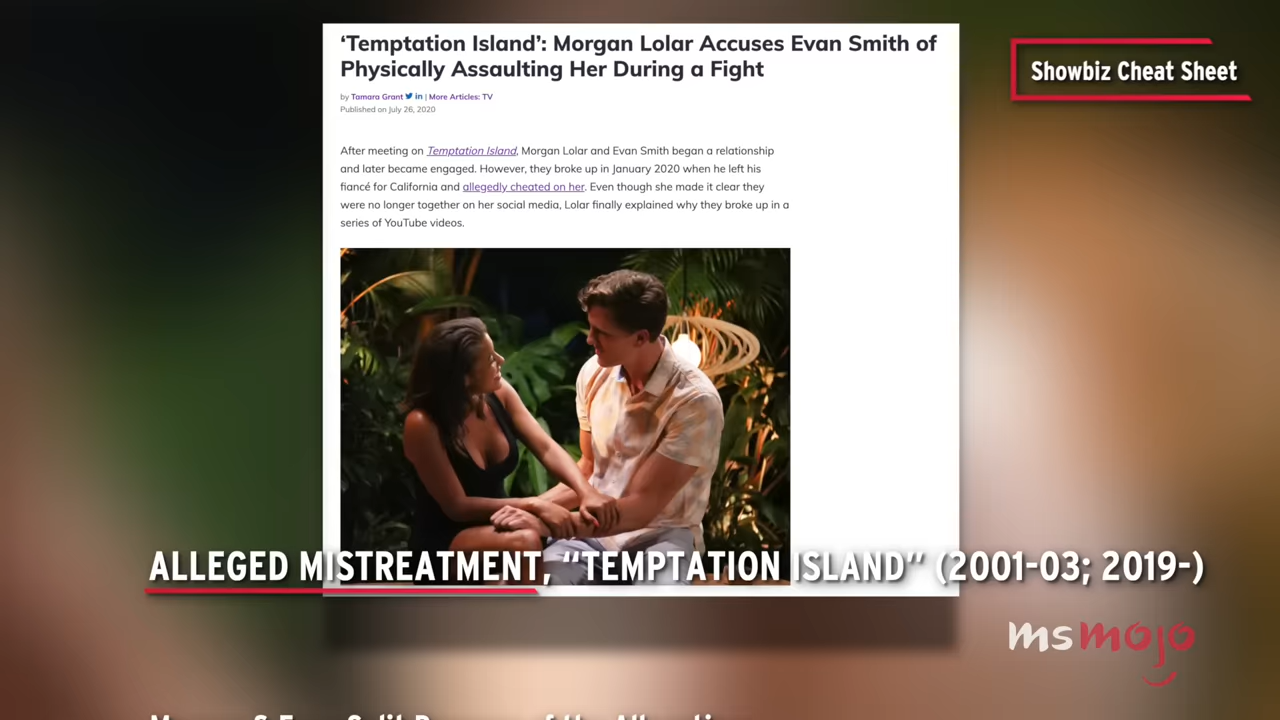 'Temptation Island': Morgan Lolar Accuses Evan Smith of
Physically Assaulting Her During a Fight
Showbiz Cheat Sheet
by Tamara Grant in | More Articles: TV
Published on July 26, 2020
After meeting on Temptation Island, Morgan Lolar and Evan Smith began a relationship
and later became engaged. However, they broke up in January 2020 when he left his
fiancé for California and allegedly cheated on her. Even though she made it clear they
were no longer together on her social media, Lolar finally explained why they broke up in a
series of YouTube videos.
ALLEGED MISTREATMENT, “TEMPTATION ISLAND” (2001-03; 2019-)
msmojo